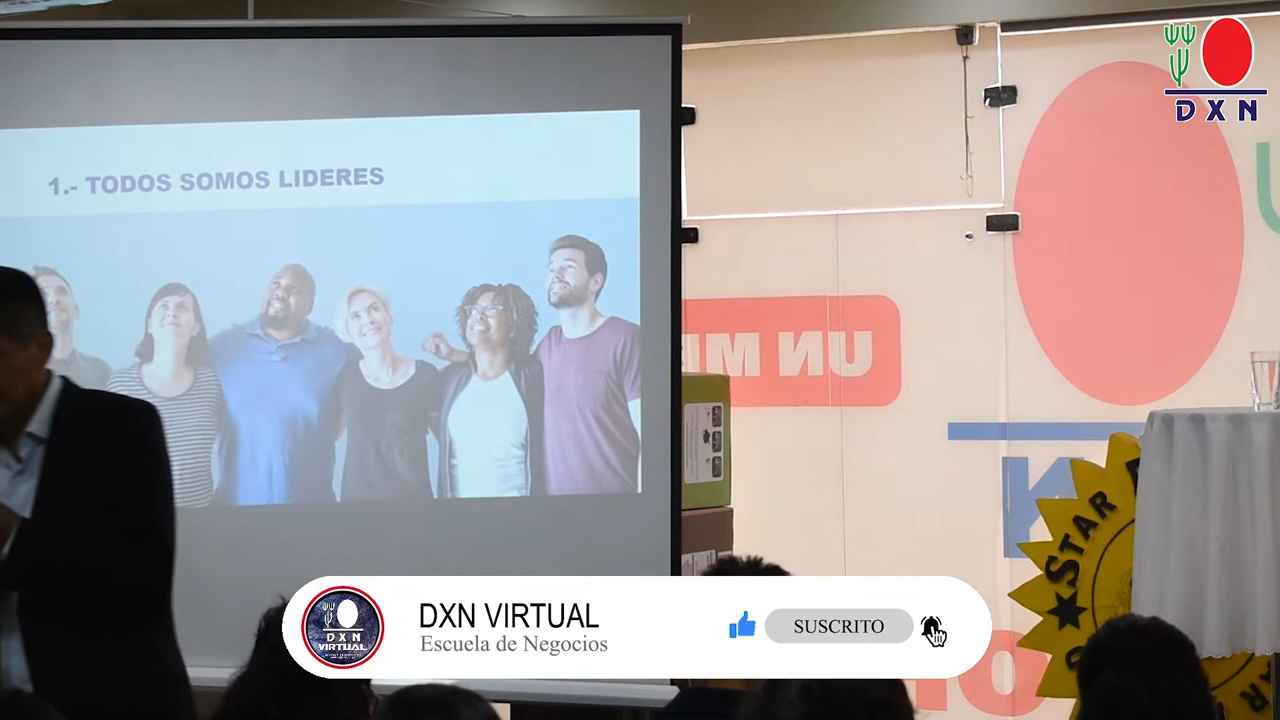 DXN
1.- TODOS SOMOS LIDERES
UN
STAR
DXN
VIRTUAL
DXN VIRTUAL
Escuela de Negocios
SUSCRITO